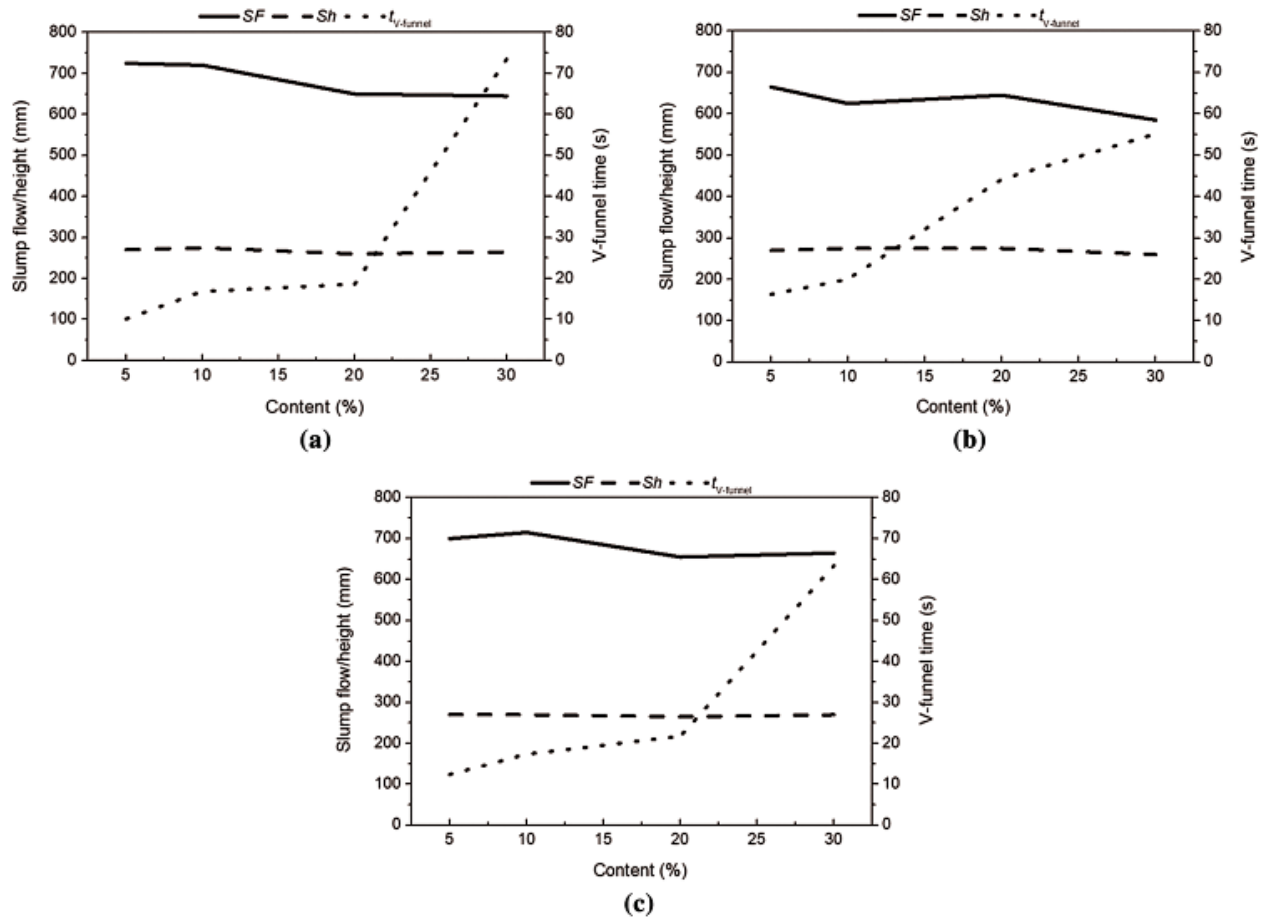 SF Sh tV-funnel
800 80
700 70
600 60
500 50
400 40
300 30
200 20
100 10
0 0
5 10 15 20 25 30
Slump flow/height (mm)
V-funnel time (s)
Content (%)
(a)
SF Sh tV-funnel
800 80
700 70
600 60
500 50
400 40
300 30
200 20
100 10
0 0
5 10 15 20 25 30
Slump flow/height (mm)
V-funnel time (s)
Content (%)
(b)
SF Sh tV-funnel
800 80
700 70
600 60
500 50
400 40
300 30
200 20
100 10
0 0
5 10 15 20 25 30
Slump flow/height (mm)
V-funnel time (s)
Content (%)
(c)